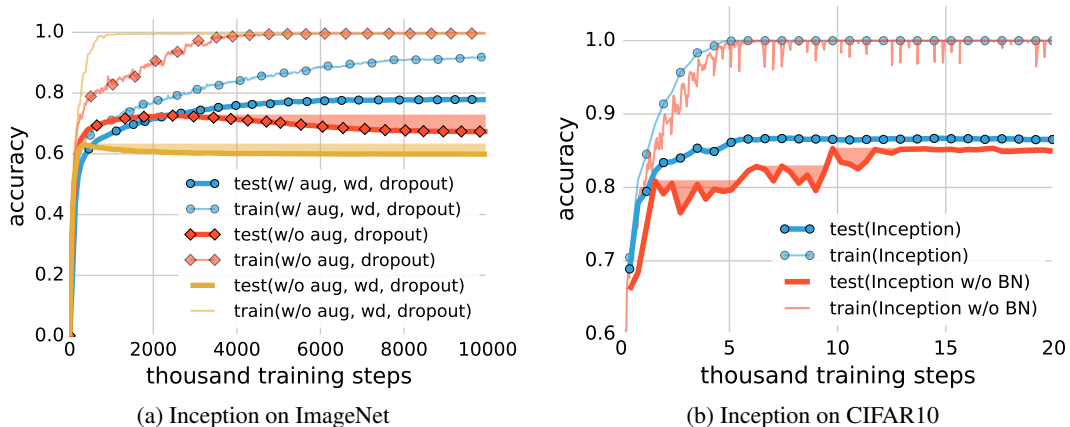 1.0
0.8
0.6
0.4
0.2
0.0
accuracy
test(w/ aug, wd, dropout)
train(w/ aug, wd, dropout)
test(w/o aug, dropout)
train(w/o aug, dropout)
test(w/o aug, wd, dropout)
train(w/o aug, wd, dropout)
0 2000 4000 6000 8000 10000
thousand training steps
(a) Inception on ImageNet
1.0
0.9
0.8
0.7
0.6
accuracy
test(Inception)
train(Inception)
test(Inception w/o BN)
train(Inception w/o BN)
0 5 10 15 20
thousand training steps
(b) Inception on CIFAR10